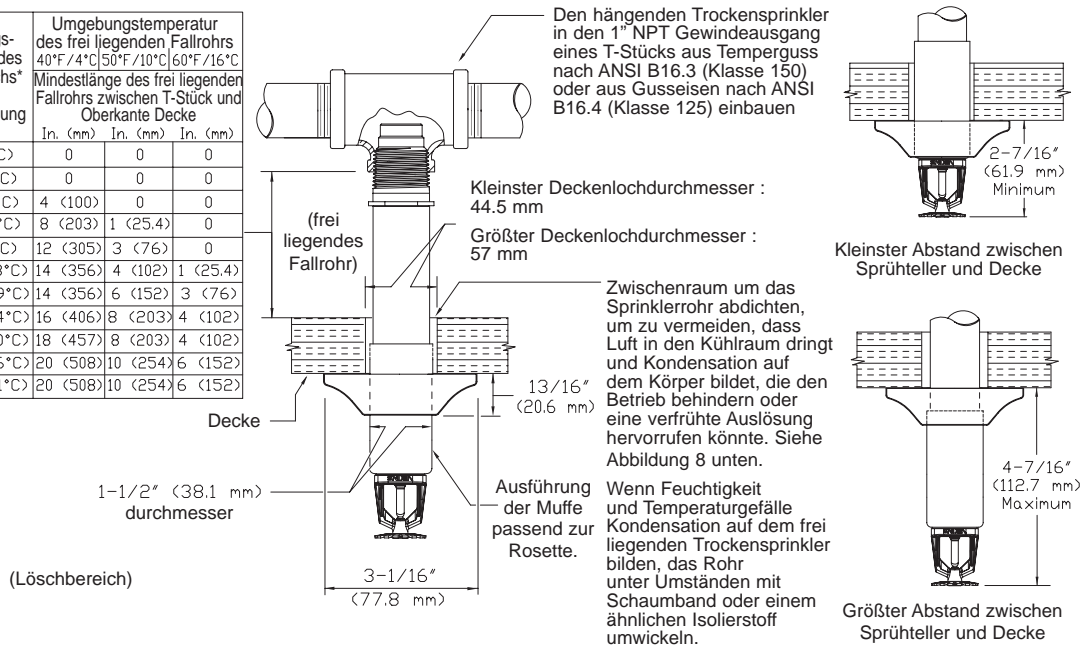 Umgebungstemperatur
des frei liegenden Fallrohrs
40°F/4°C 50°F/10°C 60°F/16°C
Mindestlänge des frei liegenden
Fallrohrs zwischen T-Stück und
Oberkante Decke
In. (mm) In. (mm) In. (mm)
0 0 0
0 0 0
4 (100) 0 0
8 (203) 1 (25.4) 0
12 (305) 3 (76) 0
14 (356) 4 (102) 1 (25.4)
14 (356) 6 (152) 3 (76)
16 (406) 8 (203) 4 (102)
18 (457) 8 (203) 4 (102)
20 (508) 10 (254) 6 (152)
20 (508) 10 (254) 6 (152)
(Löschbereich)
Den hängenden Trockensprinkler
in den 1” NPT Gewindeausgang
eines T-Stücks aus Temperguss
nach ANSI B16.3 (Klasse 150)
oder aus Gusseisen nach ANSI
B16.4 (Klasse 125) einbauen
(frei
liegendes
Fallrohr)
Kleinster Deckenlochdurchmesser :
44.5 mm
Größter Deckenlochdurchmesser :
57 mm
Zwischenraum um das
Sprinklerrohr abdichten,
um zu vermeiden, dass
Luft in den Kühlraum dringt
und Kondensation auf
dem Körper bildet, die den
Betrieb behindern oder
eine verfrühte Auslösung
hervorrufen könnte. Siehe
Abbildung 8 unten.
Wenn Feuchtigkeit
und Temperaturgefälle
Kondensation auf dem frei
liegenden Trockensprinkler
bilden, das Rohr
unter Umständen mit
Schaumband oder einem
ähnlichen Isolierstoff
umwickeln.
Decke
13/16"
(20.6 mm)
1-1/2" (38.1 mm)
durchmesser
Ausführung
der Muffe
passend zur
Rosette.
3-1/16"
(77.8 mm)
2-7/16"
(61.9 mm)
Minimum
Kleinster Abstand zwischen
Sprühteller und Decke
4-7/16"
(112.7 mm)
Maximum
Größter Abstand zwischen
Sprühteller und Decke